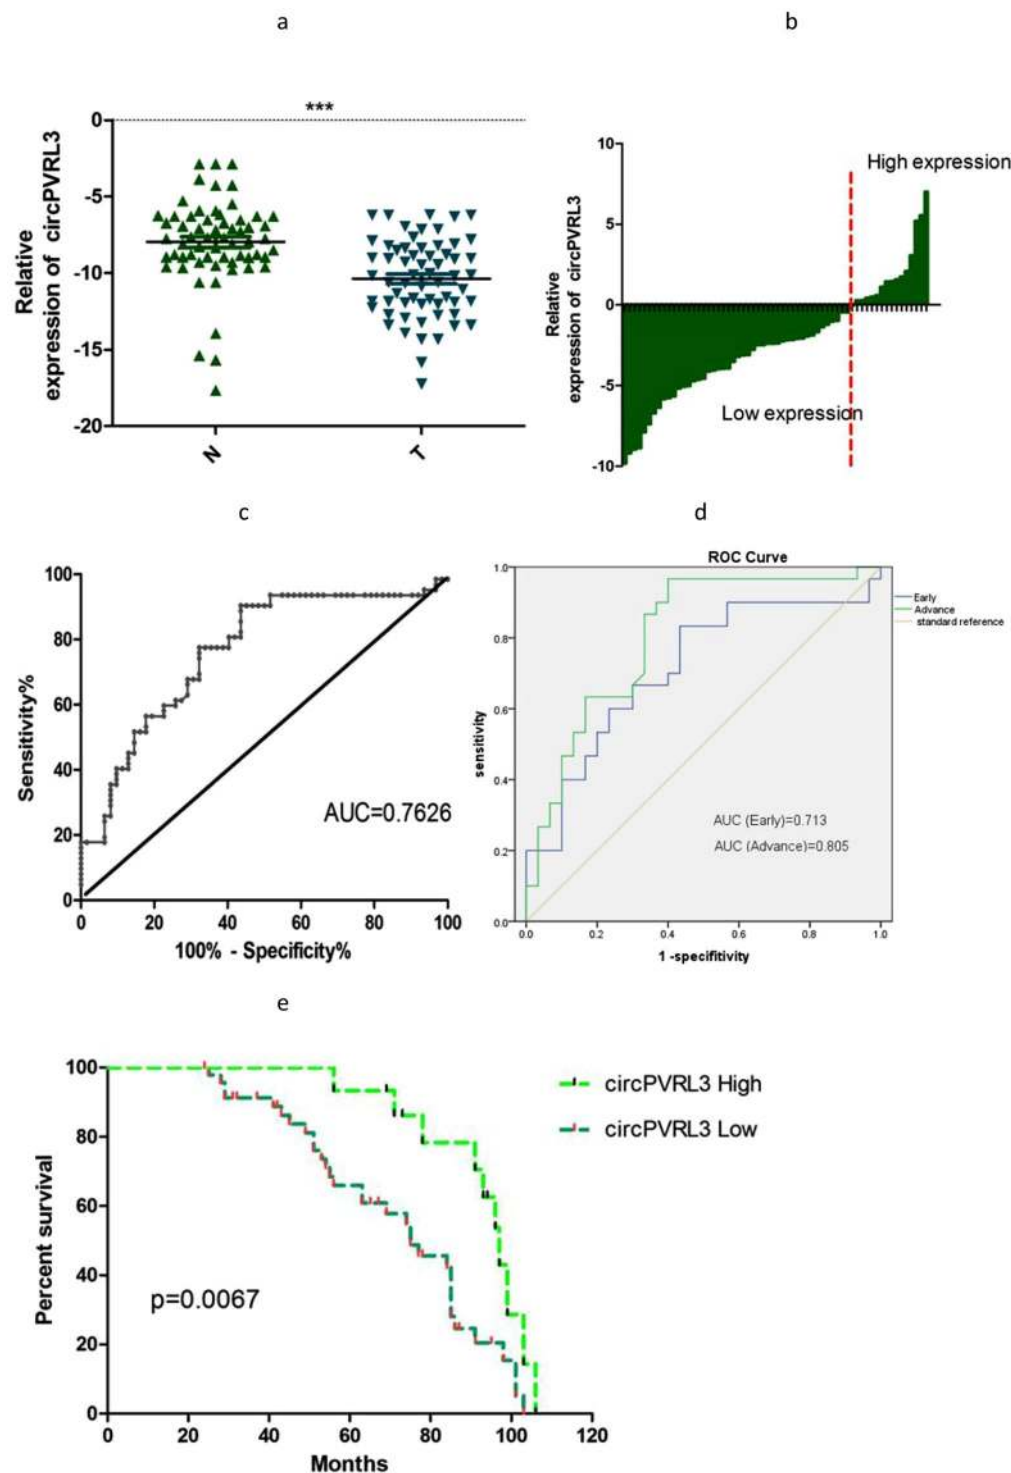 a
b
***
0
-5
-10
-15
-20
Relative
expression of circPVRL3
N
T
10
5
0
-5
-10
Relative
expression of circPVRL3
High expression
Low expression
c
d
100
80
60
40
20
0
Sensitivity%
AUC=0.7626
0 20 40 60 80 100
100% - Specificity%
ROC Curve
1.0
0.8
0.6
0.4
0.2
0.0
sensitivity
Early
Advance
standard reference
AUC (Early)=0.713
AUC (Advance)=0.805
0.0 0.2 0.4 0.6 0.8 1.0
1 -specifitivity
e
100
80
60
40
20
0
Percent survival
circPVRL3 High
circPVRL3 Low
p=0.0067
0 20 40 60 80 100 120
Months